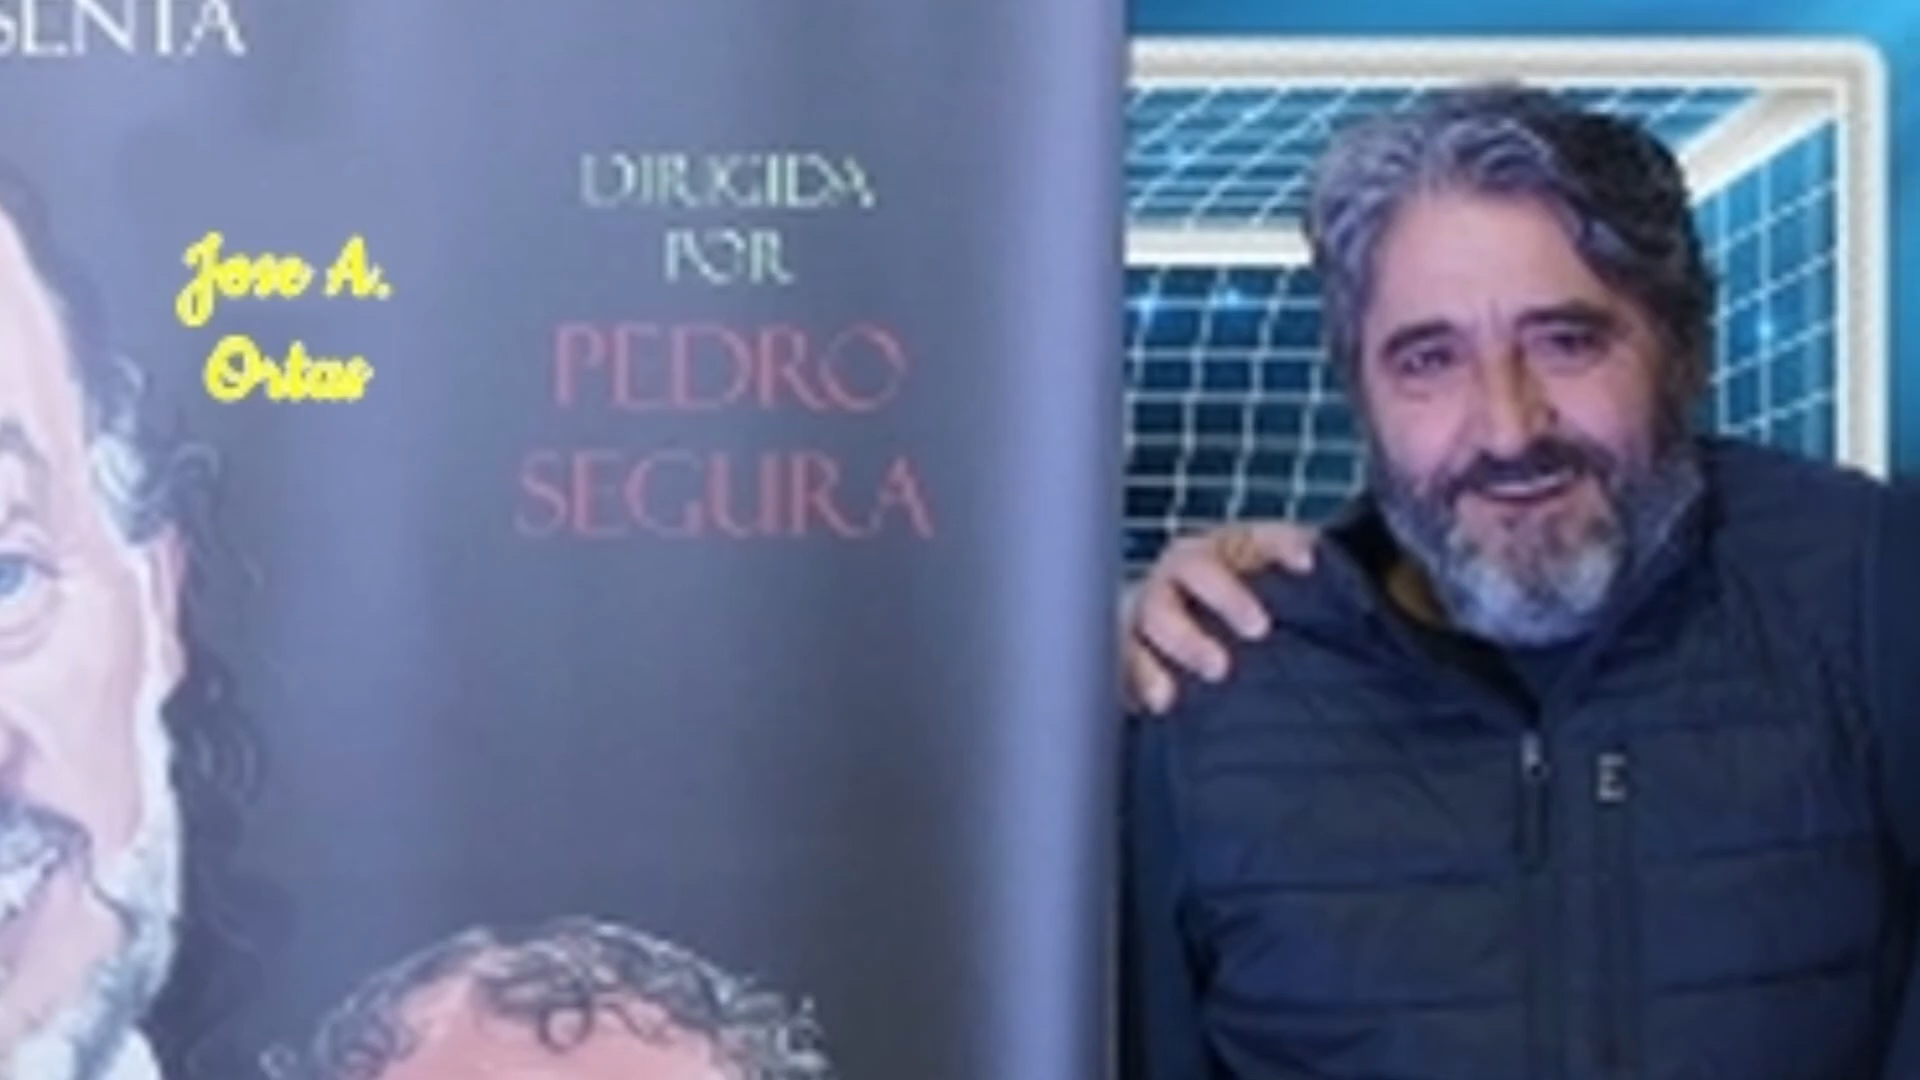 SENTA
DIRIGIDA
POR
PEDRO
SEGURA
Jose A.
Ortas
E